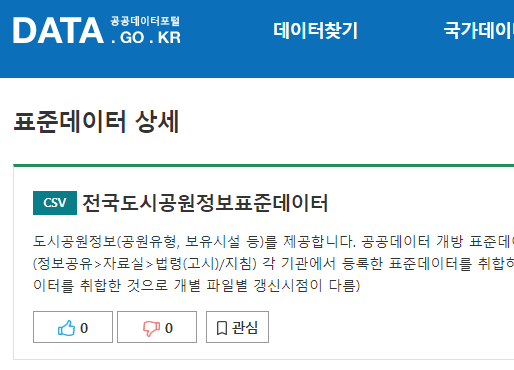 DATA 공공데이터포털
. GO . KR
데이터찾기 국가데이
표준데이터 상세
CSV 전국도시공원정보표준데이터
도시공원정보(공원유형, 보유시설 등)를 제공합니다. 공공데이터 개방 표준데이
(정보공유>자료실>법령(고시)/지침) 각 기관에서 등록한 표준데이터를 취합하
이터를 취합한 것으로 개별 파일별 갱신시점이 다름)
0 0 관심